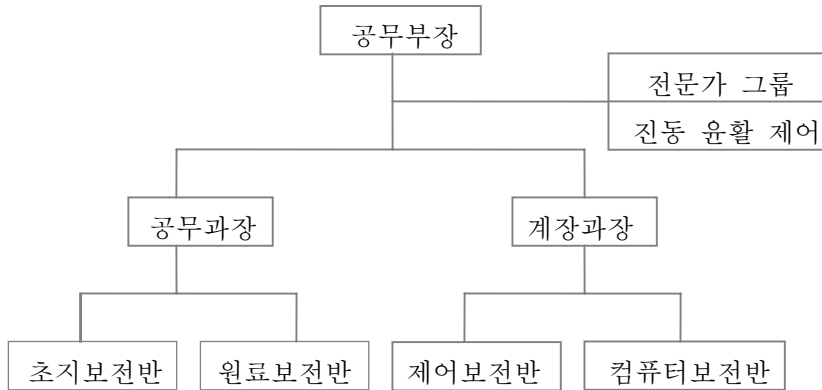 공무부장
전문가 그룹
진동 윤활 제어
공무과장
계장과장
초지보전반
원료보전반
제어보전반
컴퓨터보전반